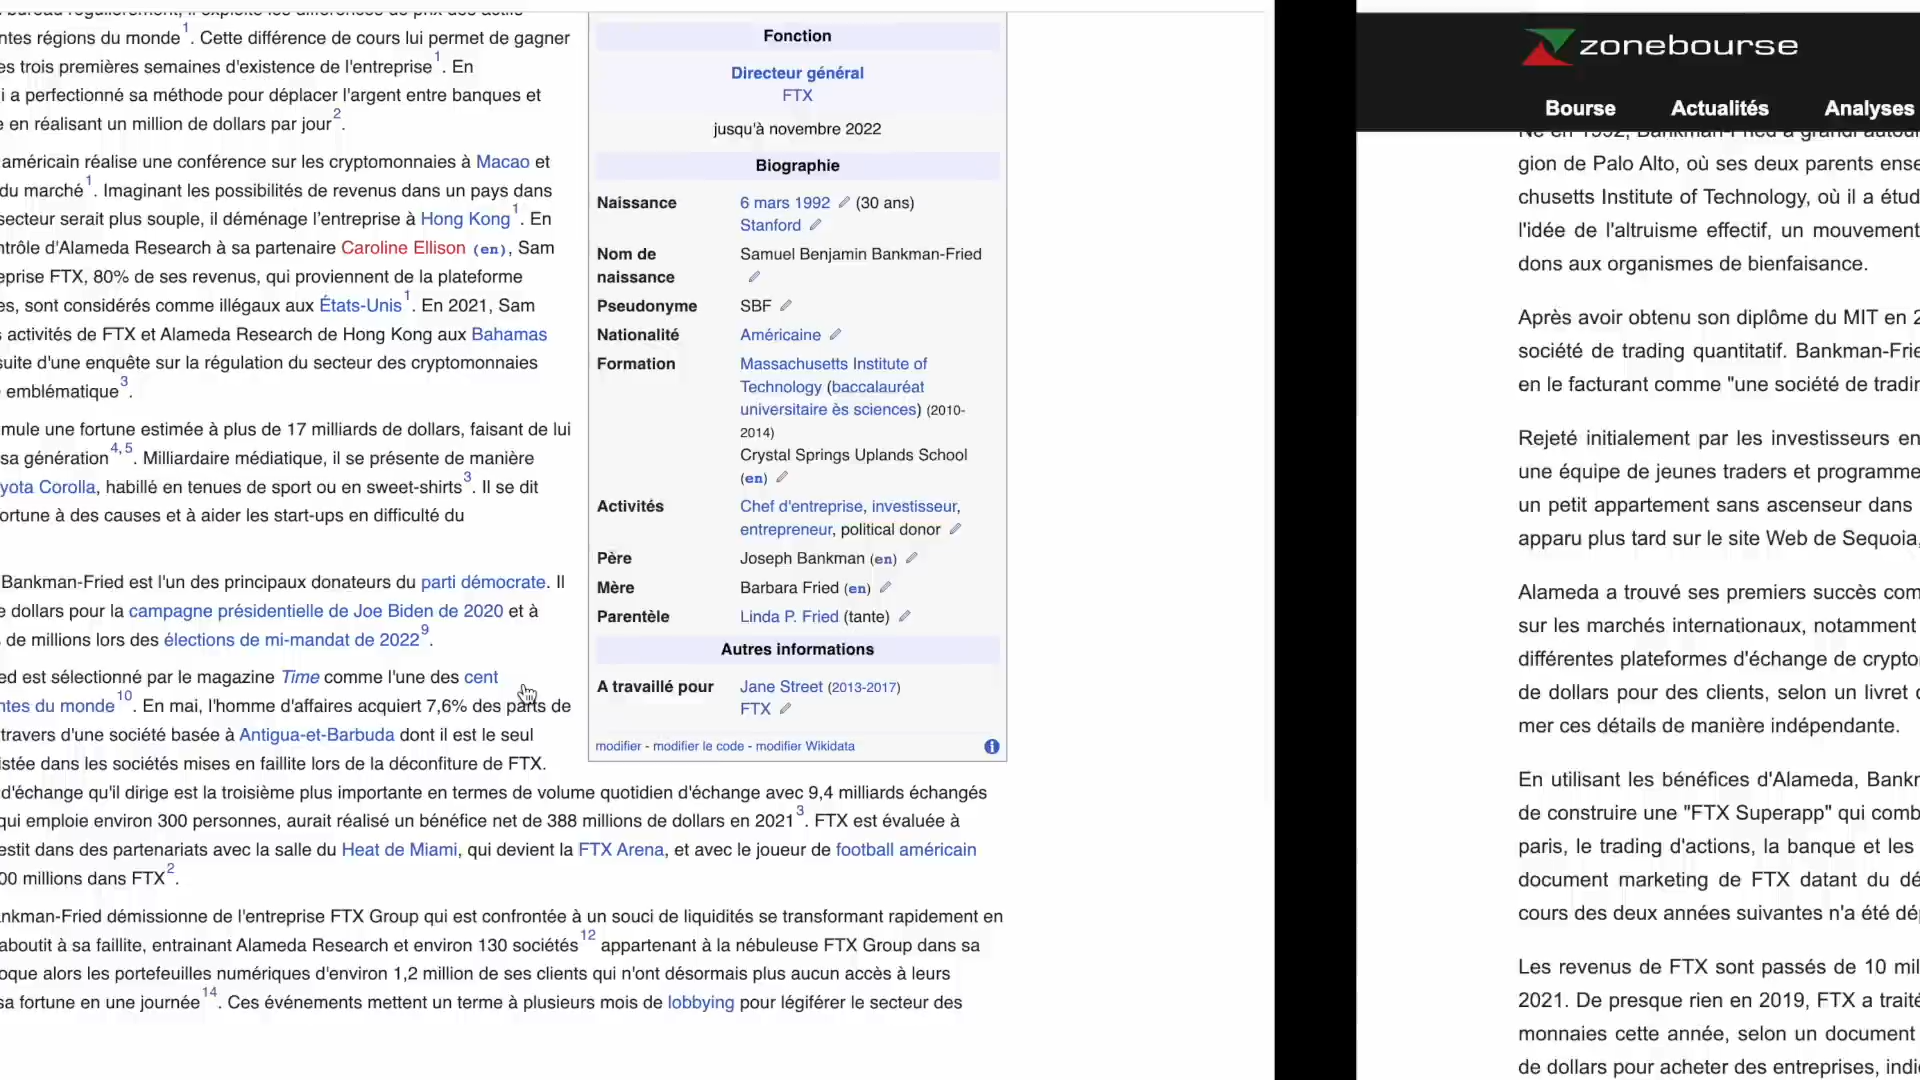 ntes régions du monde1. Cette différence de cours lui permet de gagner
es trois premières semaines d'existence de l'entreprise1. En
i a perfectionné sa méthode pour déplacer l'argent entre banques et
e en réalisant un million de dollars par jour2.
américain réalise une conférence sur les cryptomonnaies à Macao et
du marché1. Imaginant les possibilités de revenus dans un pays dans
secteur serait plus souple, il déménage l'entreprise à Hong Kong1. En
ntrôle d'Alameda Research à sa partenaire Caroline Ellison (en), Sam
eprise FTX, 80% de ses revenus, qui proviennent de la plateforme
es, sont considérés comme illégaux aux États-Unis1. En 2021, Sam
s activités de FTX et Alameda Research de Hong Kong aux Bahamas
suite d'une enquête sur la régulation du secteur des cryptomonnaies
emblématique3.
mule une fortune estimée à plus de 17 milliards de dollars, faisant de lui
sa génération4,5. Milliardaire médiatique, il se présente de manière
yota Corolla, habillé en tenues de sport ou en sweet-shirts3. Il se dit
ortune à des causes et à aider les start-ups en difficulté du
Bankman-Fried est l'un des principaux donateurs du parti démocrate. Il
e dollars pour la campagne présidentielle de Joe Biden de 2020 et à
de millions lors des élections de mi-mandat de 20229.
ed est sélectionné par le magazine Time comme l'une des cent
ntes du monde10. En mai, l'homme d'affaires acquiert 7,6% des parts de
travers d'une société basée à Antigua-et-Barbuda dont il est le seul
istée dans les sociétés mises en faillite lors de la déconfiture de FTX.
d'échange qu'il dirige est la troisième plus importante en termes de volume quotidien d'échange avec 9,4 milliards échangés
qui emploie environ 300 personnes, aurait réalisé un bénéfice net de 388 millions de dollars en 20213. FTX est évaluée à
estit dans des partenariats avec la salle du Heat de Miami, qui devient la FTX Arena, et avec le joueur de football américain
00 millions dans FTX2.
ankman-Fried démissionne de l'entreprise FTX Group qui est confrontée à un souci de liquidités se transformant rapidement en
aboutit à sa faillite, entrainant Alameda Research et environ 130 sociétés12 appartenant à la nébuleuse FTX Group dans sa
oque alors les portefeuilles numériques d'environ 1,2 million de ses clients qui n'ont désormais plus aucun accès à leurs
sa fortune en une journée14. Ces événements mettent un terme à plusieurs mois de lobbying pour légiférer le secteur des
Fonction
Directeur général
FTX
jusqu'à novembre 2022
Biographie
Naissance 6 mars 1992 (30 ans)
Stanford
Nom de Samuel Benjamin Bankman-Fried
naissance
Pseudonyme SBF
Nationalité Américaine
Formation Massachusetts Institute of
Technology (baccalauréat
universitaire ès sciences) (2010-
2014)
Crystal Springs Uplands School
(en)
Activités Chef d'entreprise, investisseur,
entrepreneur, political donor
Père Joseph Bankman (en)
Mère Barbara Fried (en)
Parentèle Linda P. Fried (tante)
Autres informations
A travaillé pour Jane Street (2013-2017)
FTX
modifier - modifier le code - modifier Wikidata
zonebourse
Bourse Actualités Analyses
Né en 1992, Bankman-Fried a grandi autour
gion de Palo Alto, où ses deux parents ense
chusetts Institute of Technology, où il a étud
l'idée de l'altruisme effectif, un mouvement
dons aux organismes de bienfaisance.
Après avoir obtenu son diplôme du MIT en 2
société de trading quantitatif. Bankman-Frie
en le facturant comme "une société de tradin
Rejeté initialement par les investisseurs en
une équipe de jeunes traders et programme
un petit appartement sans ascenseur dans
apparu plus tard sur le site Web de Sequoia,
Alameda a trouvé ses premiers succès com
sur les marchés internationaux, notamment
différentes plateformes d'échange de crypto
de dollars pour des clients, selon un livret d
mer ces détails de manière indépendante.
En utilisant les bénéfices d'Alameda, Bankn
de construire une "FTX Superapp" qui comb
paris, le trading d'actions, la banque et les
document marketing de FTX datant du dé
cours des deux années suivantes n'a été dé
Les revenus de FTX sont passés de 10 mil
2021. De presque rien en 2019, FTX a traité
monnaies cette année, selon un document
de dollars pour acheter des entreprises, indi